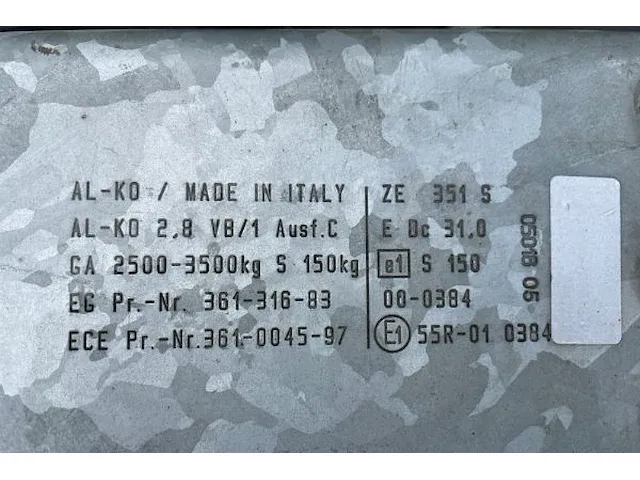 AL-KO / MADE IN ITALY
AL-KO 2.8 VB/1 Ausf.C
GA 2500-3500kg S 150kg
EG Pr.-Nr. 361-316-83
ECE Pr.-Nr.361-0045-97
ZE 351 S
E Dc 31.0
e1 S 150
00-0384
E1 55R-01 0384
05018 05